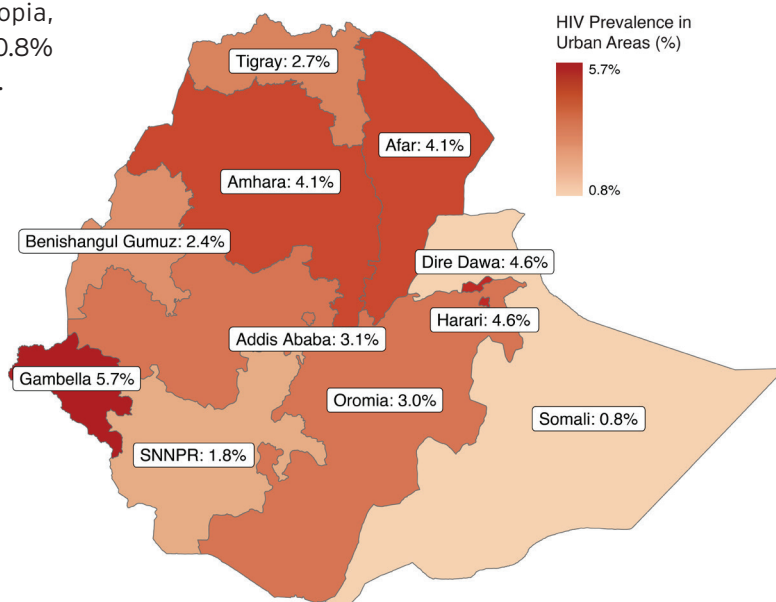 opia,
0.8%
.
HIV Prevalence in
Urban Areas (%)
5.7%
0.8%
Tigray: 2.7%
Afar: 4.1%
Amhara: 4.1%
Benishangul Gumuz: 2.4%
Dire Dawa: 4.6%
Harari: 4.6%
Addis Ababa: 3.1%
Gambella 5.7%
Oromia: 3.0%
Somali: 0.8%
SNNPR: 1.8%